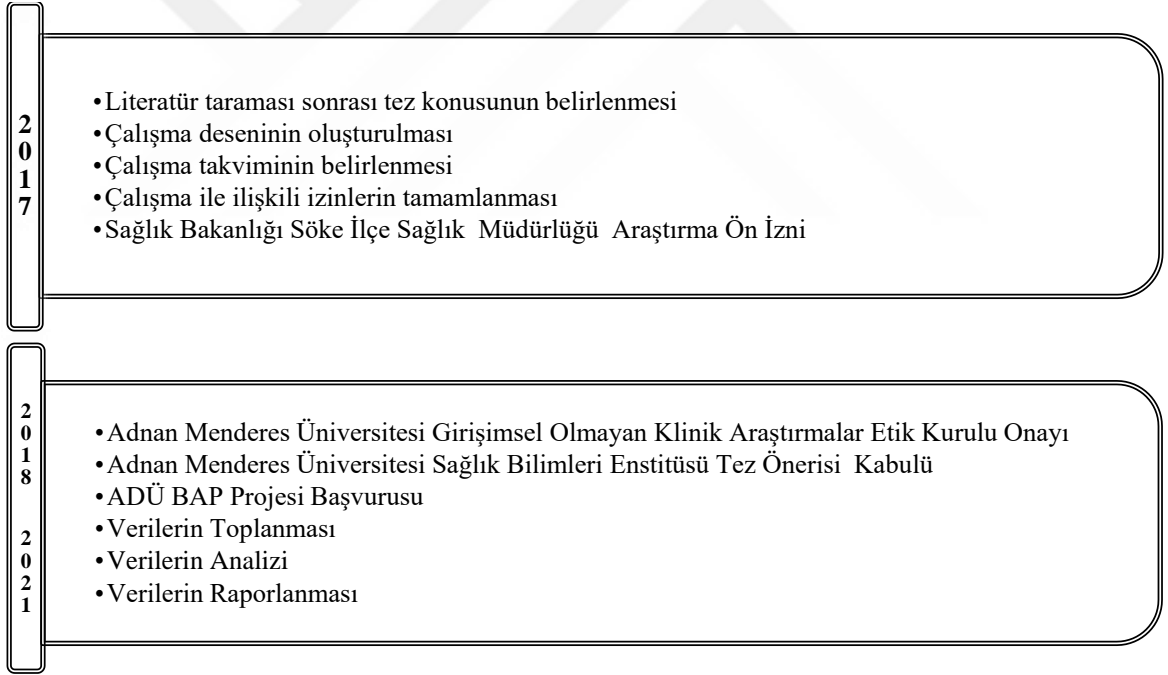 2017
•Literatür taraması sonrası tez konusunun belirlenmesi
•Çalışma deseninin oluşturulması
•Çalışma takviminin belirlenmesi
•Çalışma ile ilişkili izinlerin tamamlanması
•Sağlık Bakanlığı Söke İlçe Sağlık Müdürlüğü Araştırma Ön İzni
2018 2021
•Adnan Menderes Üniversitesi Girişimsel Olmayan Klinik Araştırmalar Etik Kurulu Onayı
•Adnan Menderes Üniversitesi Sağlık Bilimleri Enstitüsü Tez Önerisi Kabulü
•ADÜ BAP Projesi Başvurusu
•Verilerin Toplanması
•Verilerin Analizi
•Verilerin Raporlanması